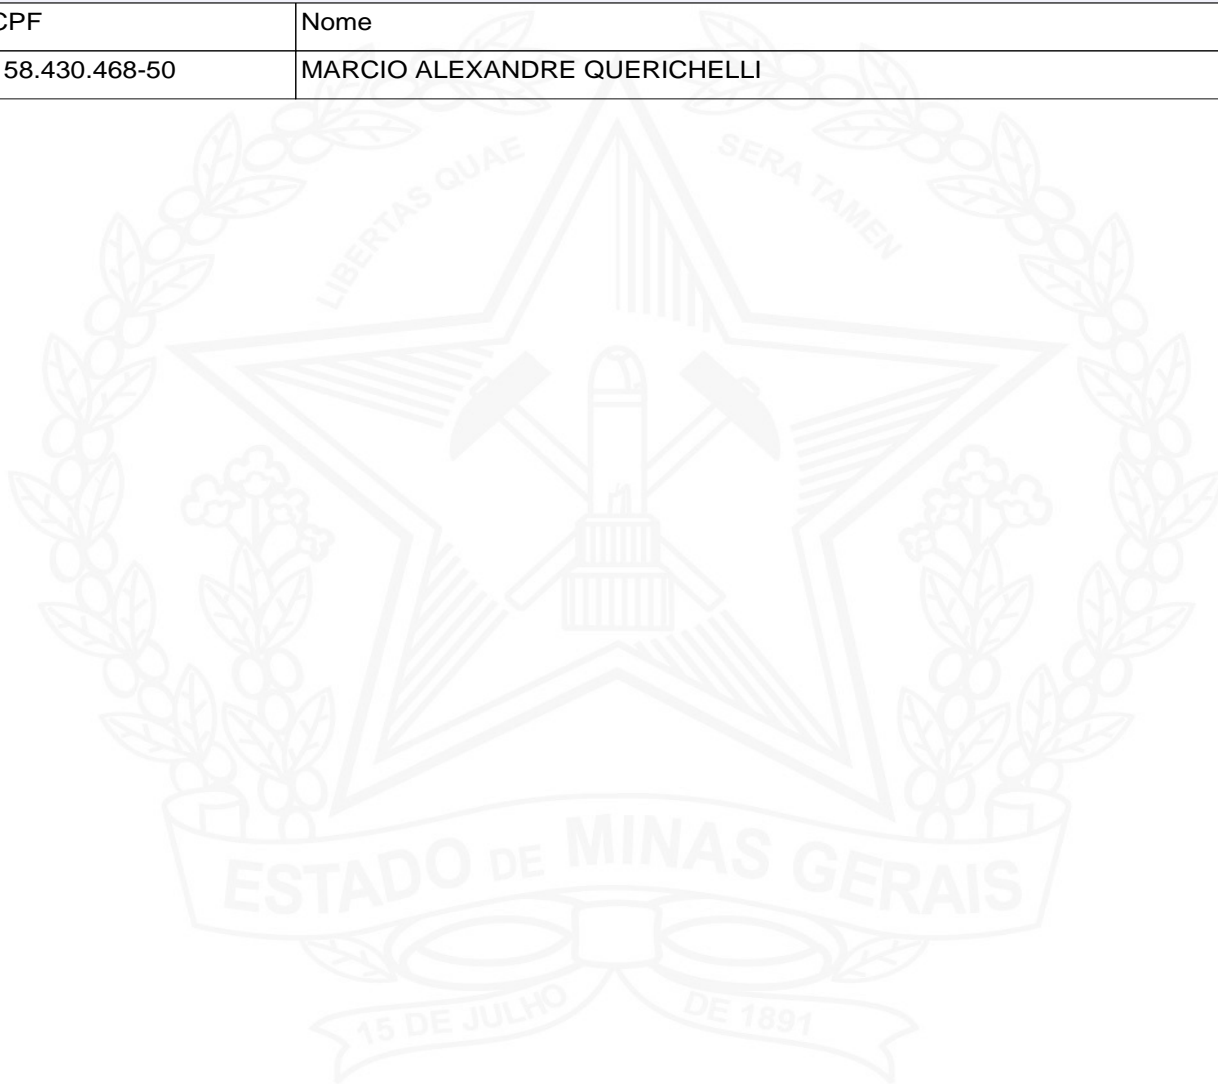 CPF Nome
58.430.468-50 MARCIO ALEXANDRE QUERICHELLI
LIBERTAS QUAE SERA TAMEN
ESTADO DE MINAS GERAIS
15 DE JULHO DE 1891